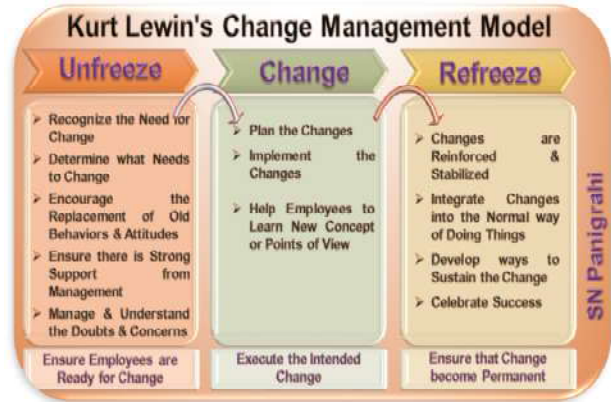 Kurt Lewin's Change Management Model
Unfreeze
➤ Recognize the Need for
Change
➤ Determine what Needs
to Change
➤ Encourage the
Replacement of Old
Behaviors & Attitudes
➤ Ensure there is Strong
Support from
Management
➤ Manage & Understand
the Doubts & Concerns
Ensure Employees are
Ready for Change
Change
➤ Plan the Changes
➤ Implement the
Changes
➤ Help Employees to
Learn New Concept
or Points of View
Execute the Intended
Change
Refreeze
➤ Changes are
Reinforced &
Stabilized
➤ Integrate Changes
into the Normal way
of Doing Things
➤ Develop ways to
Sustain the Change
➤ Celebrate Success
Ensure that Change
become Permanent
SN Panigrahi